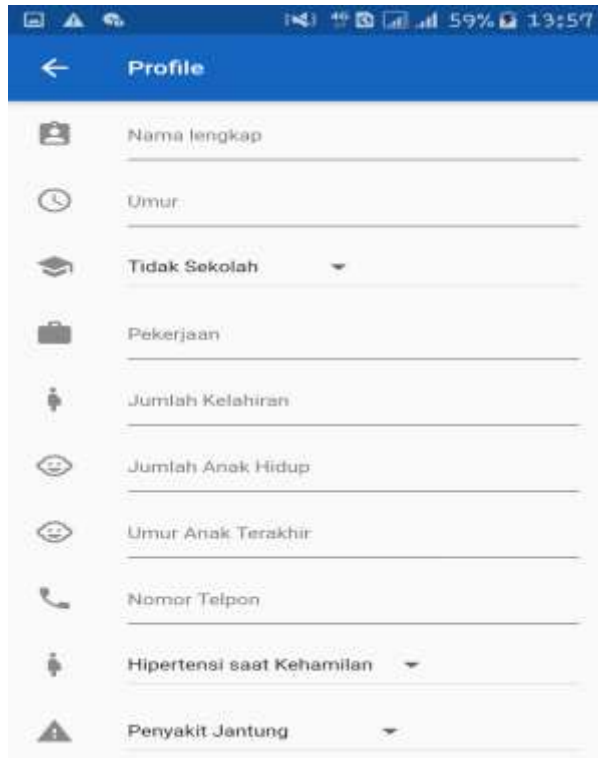 4G 59% 13:57
Profile
Nama lengkap
Umur
Tidak Sekolah
Pekerjaan
Jumlah Kelahiran
Jumlah Anak Hidup
Umur Anak Terakhir
Nomor Telpon
Hipertensi saat Kehamilan
Penyakit Jantung